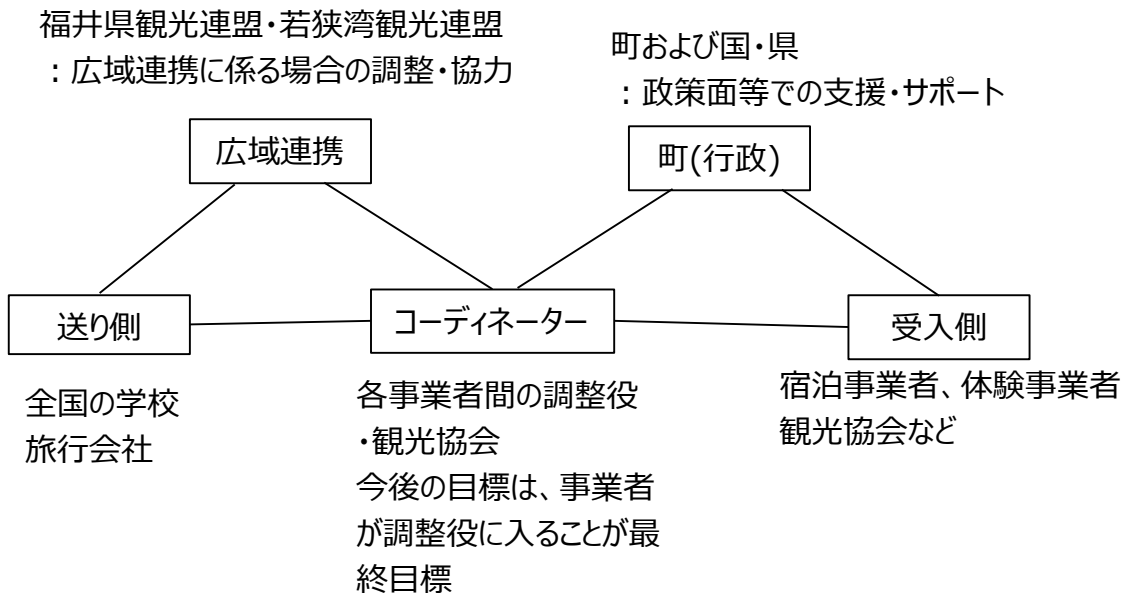 福井県観光連盟・若狭湾観光連盟
：広域連携に係る場合の調整・協力
町および国・県
：政策面等での支援・サポート
広域連携
町(行政)
送り側
コーディネーター
受入側
全国の学校
旅行会社
各事業者間の調整役
・観光協会
今後の目標は、事業者
が調整役に入ることが最
終目標
宿泊事業者、体験事業者
観光協会など